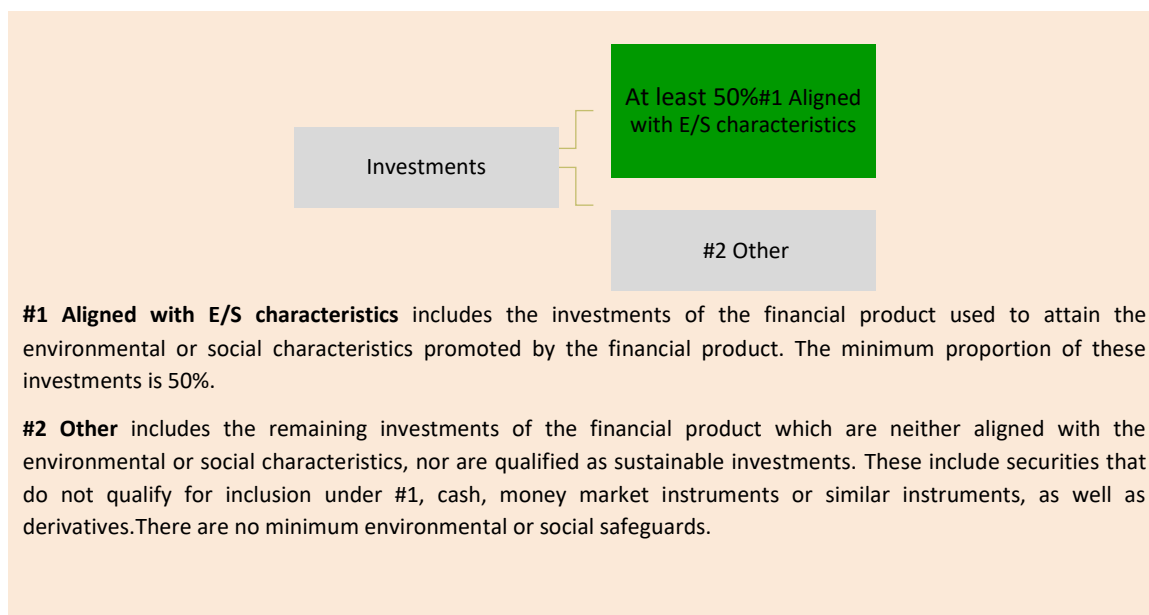 At least 50%#1 Aligned
with E/S characteristics
Investments
#2 Other
#1 Aligned with E/S characteristics includes the investments of the financial product used to attain the
environmental or social characteristics promoted by the financial product. The minimum proportion of these
investments is 50%.
#2 Other includes the remaining investments of the financial product which are neither aligned with the
environmental or social characteristics, nor are qualified as sustainable investments. These include securities that
do not qualify for inclusion under #1, cash, money market instruments or similar instruments, as well as
derivatives.There are no minimum environmental or social safeguards.